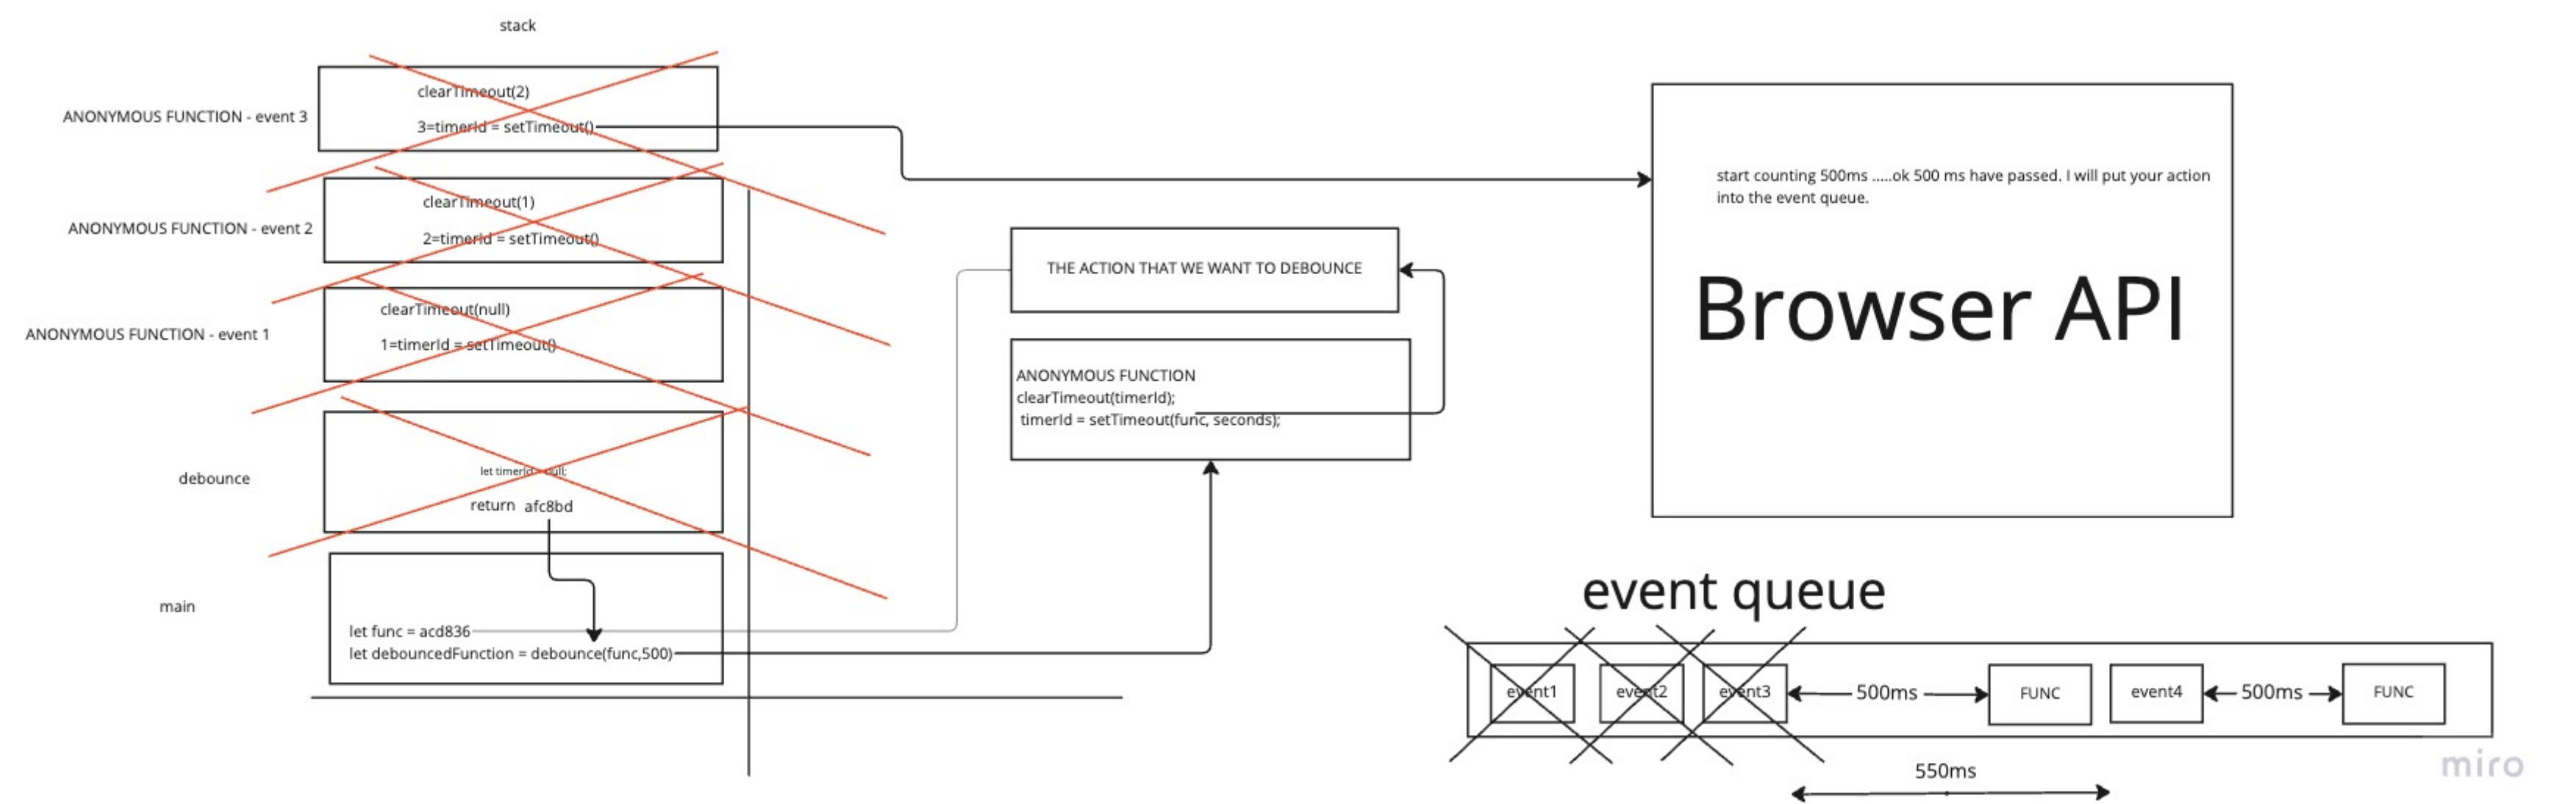 stack
ANONYMOUS FUNCTION - event 3
clearTimeout(2)
3=timerId = setTimeout()
ANONYMOUS FUNCTION - event 2
clearTimeout(1)
2=timerId = setTimeout()
ANONYMOUS FUNCTION - event 1
clearTimeout(null)
1=timerId = setTimeout()
debounce
let timerId = null;
return afc8bd
main
let func = acd836
let debouncedFunction = debounce(func,500)
THE ACTION THAT WE WANT TO DEBOUNCE
ANONYMOUS FUNCTION
clearTimeout(timerId);
timerId = setTimeout(func, seconds);
start counting 500ms .....ok 500 ms have passed. I will put your action
into the event queue.
Browser API
event queue
event1 event2 event3 500ms FUNC event4 500ms FUNC
550ms
miro